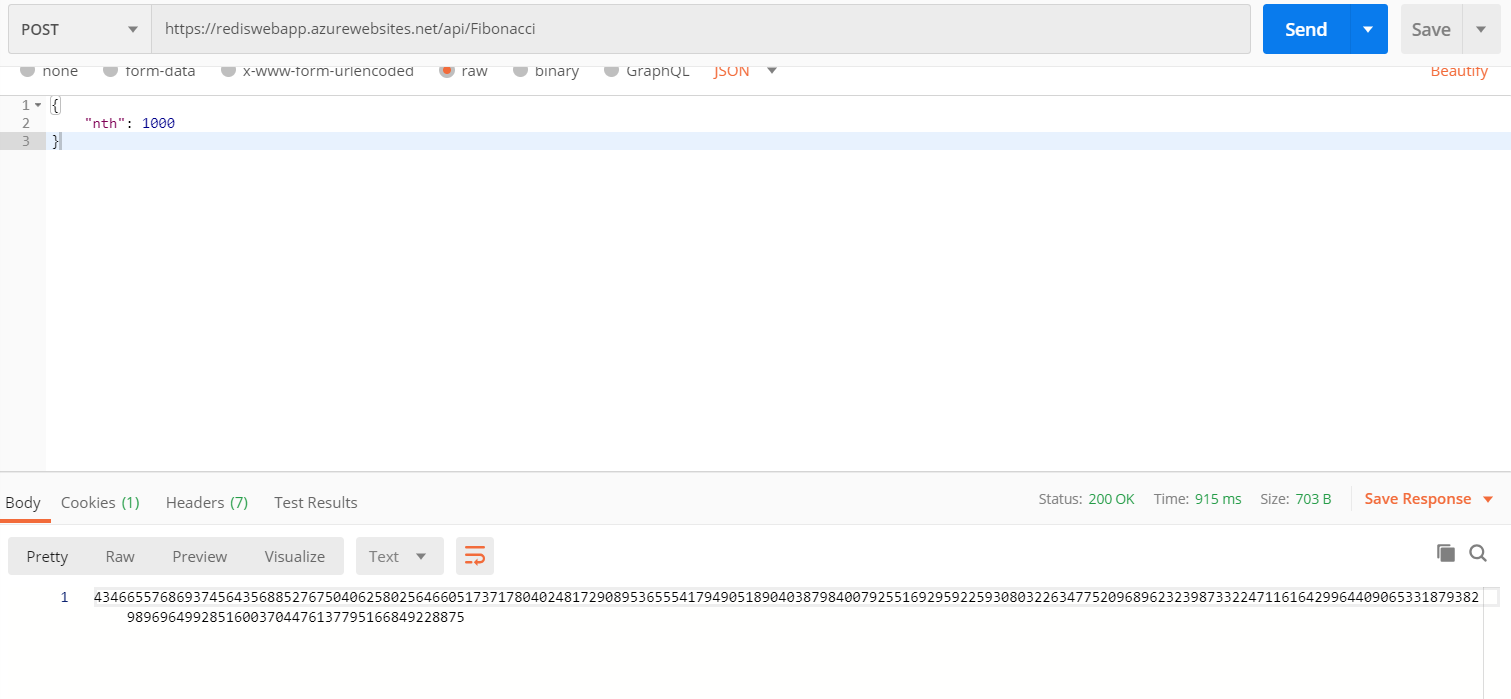 POST https://rediswebapp.azurewebsites.net/api/Fibonacci Send Save
none form-data x-www-form-urlencoded raw binary GraphQL JSON Beautify
1 {
2 "nth": 1000
3 }
Body Cookies (1) Headers (7) Test Results Status: 200 OK Time: 915 ms Size: 703 B Save Response
Pretty Raw Preview Visualize Text
1 43466557686937456435688527675040625802564660517371780402481729089536555417949051890403879840079255169295922593080322634775209689623239873322471161642996440906533187938298969649928516003704476137795166849228875